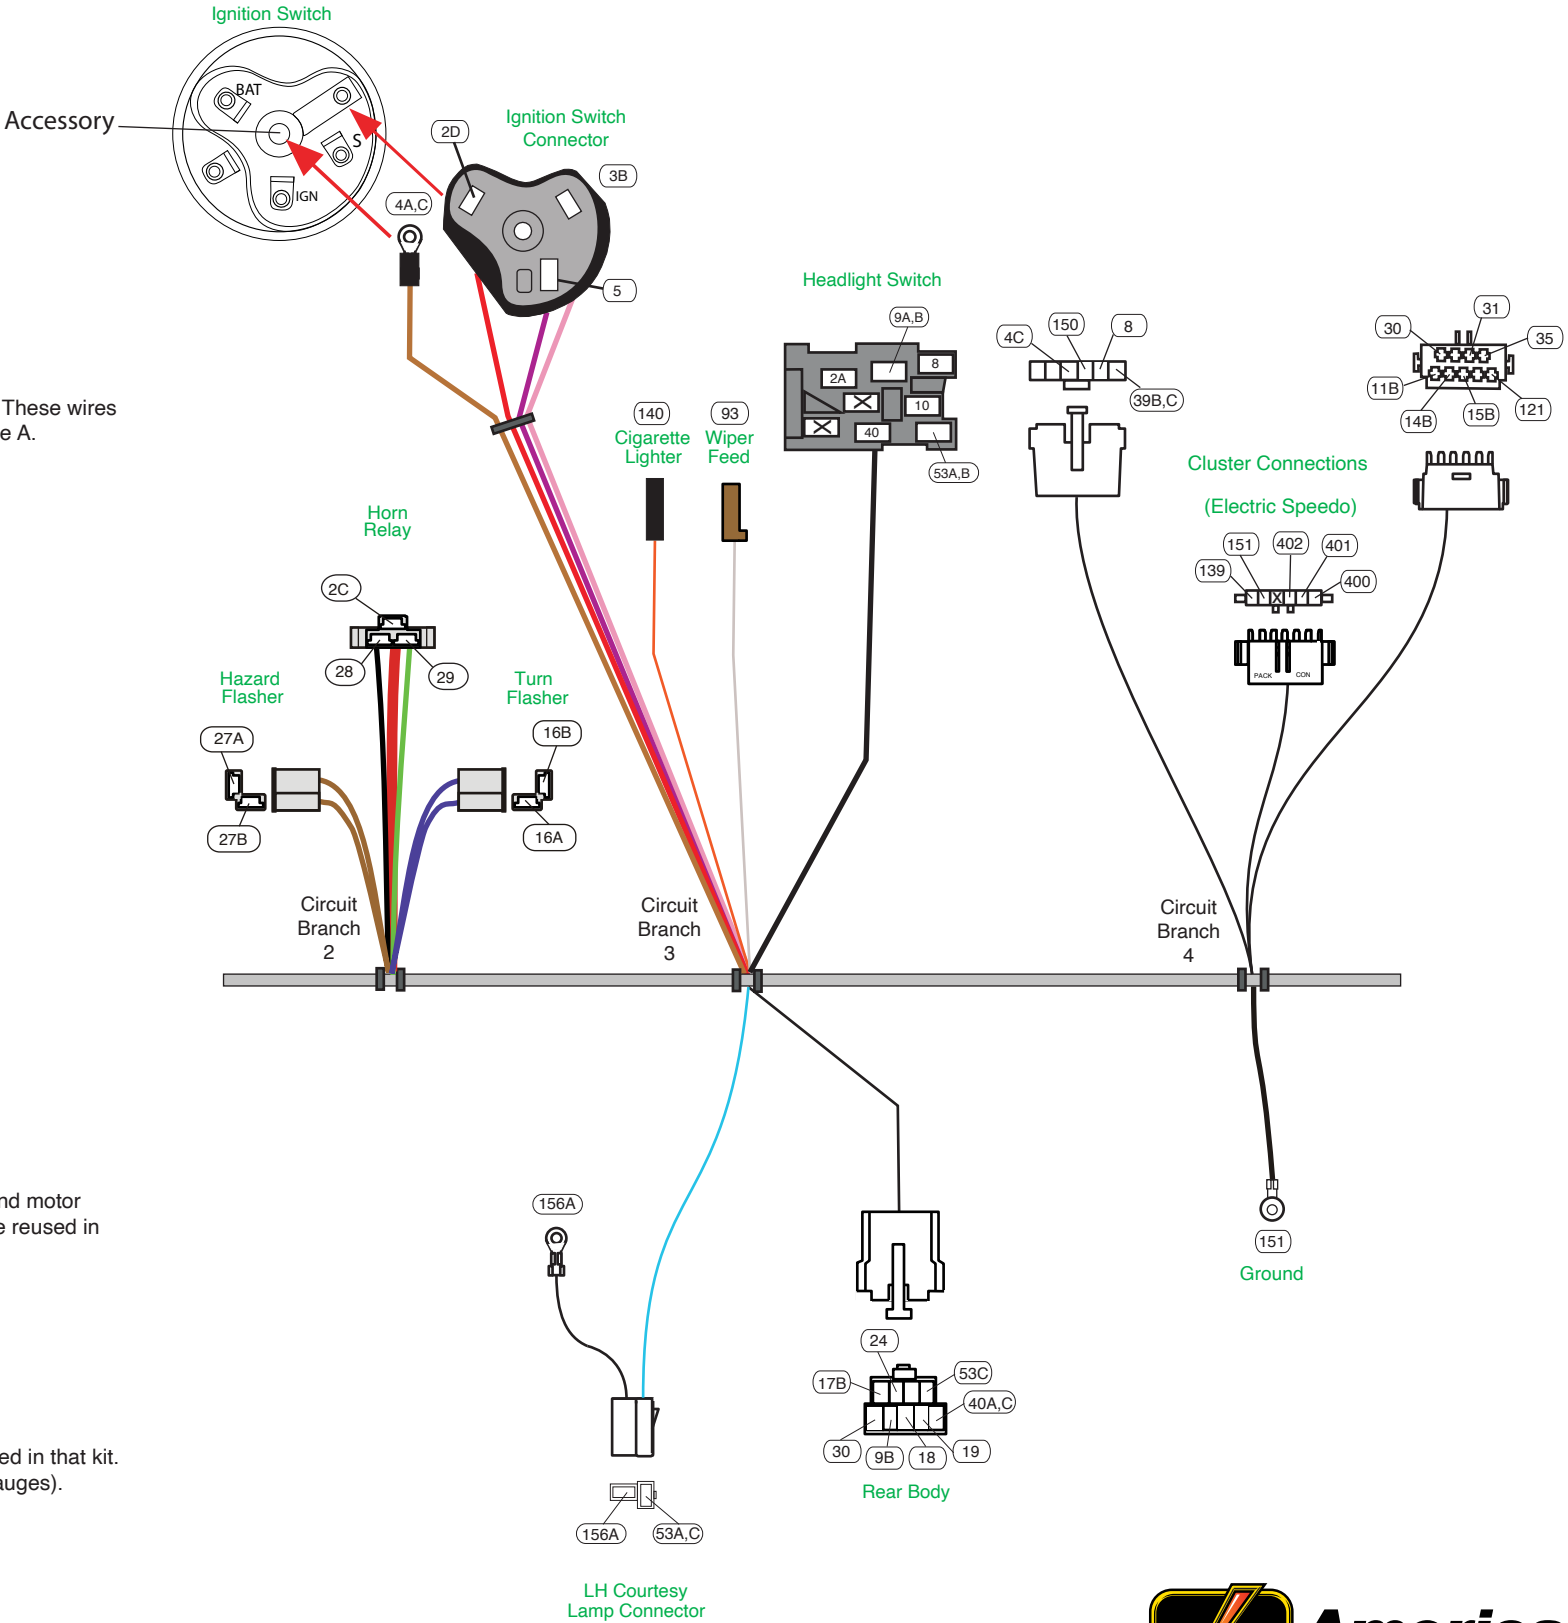 Ignition Switch
BAT
Accessory
S
IGN
2D
Ignition Switch
Connector
3B
4A,C
5
Headlight Switch
9A,B
8
2A
X
10
X
40
53A,B
4C
150
8
39B,C
30
31
35
11B
14B
15B
121
These wires
e A.
140
Cigarette
Lighter
93
Wiper
Feed
Cluster Connections
(Electric Speedo)
139
151
402
401
400
X
PACK
CON
Horn
Relay
2C
28
29
Hazard
Flasher
27A
27B
Turn
Flasher
16B
16A
Circuit
Branch
2
Circuit
Branch
3
Circuit
Branch
4
nd motor
e reused in
156A
151
Ground
24
17B
53C
40A,C
30
9B
18
19
Rear Body
ed in that kit.
auges).
156A
53A,C
LH Courtesy
Lamp Connector
America